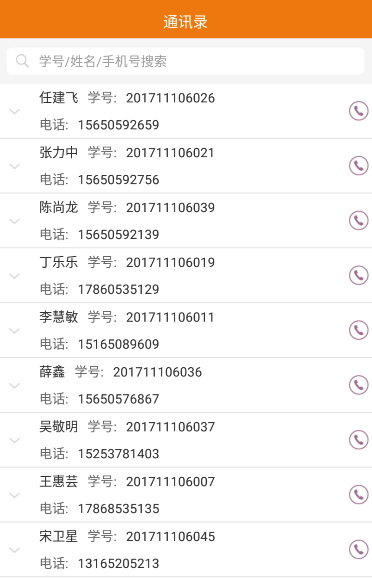 通讯录
学号/姓名/手机号搜索
任建飞 学号: 201711106026
电话: 15650592659
张力中 学号: 201711106021
电话: 15650592756
陈尚龙 学号: 201711106039
电话: 15650592139
丁乐乐 学号: 201711106019
电话: 17860535129
李慧敏 学号: 201711106011
电话: 15165089609
薛鑫 学号: 201711106036
电话: 15650576867
吴敬明 学号: 201711106037
电话: 15253781403
王惠芸 学号: 201711106007
电话: 17868535135
宋卫星 学号: 201711106045
电话: 13165205213